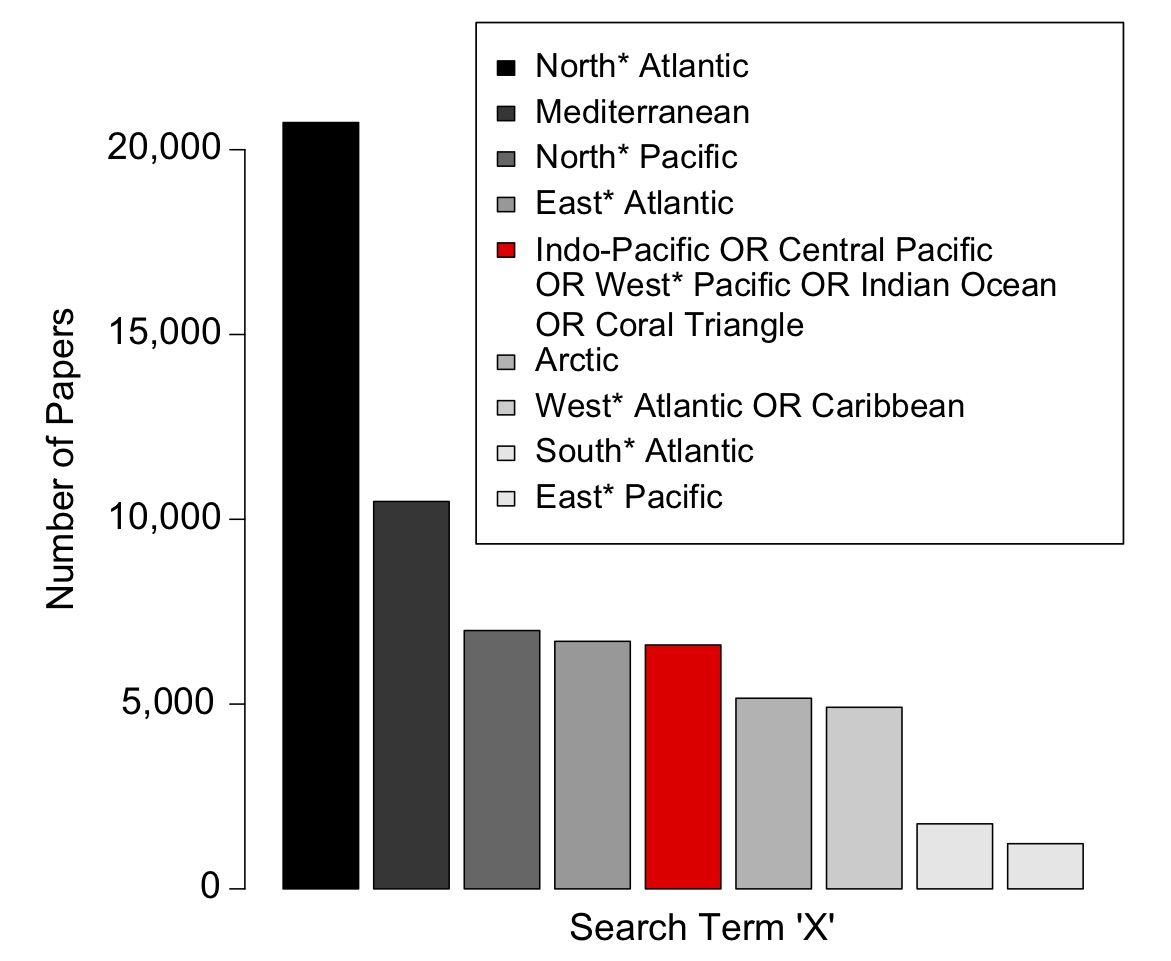 North* Atlantic
Mediterranean
North* Pacific
East* Atlantic
Indo-Pacific OR Central Pacific
OR West* Pacific OR Indian Ocean
OR Coral Triangle
Arctic
West* Atlantic OR Caribbean
South* Atlantic
East* Pacific
Number of Papers
20,000
15,000
10,000
5,000
0
Search Term 'X'